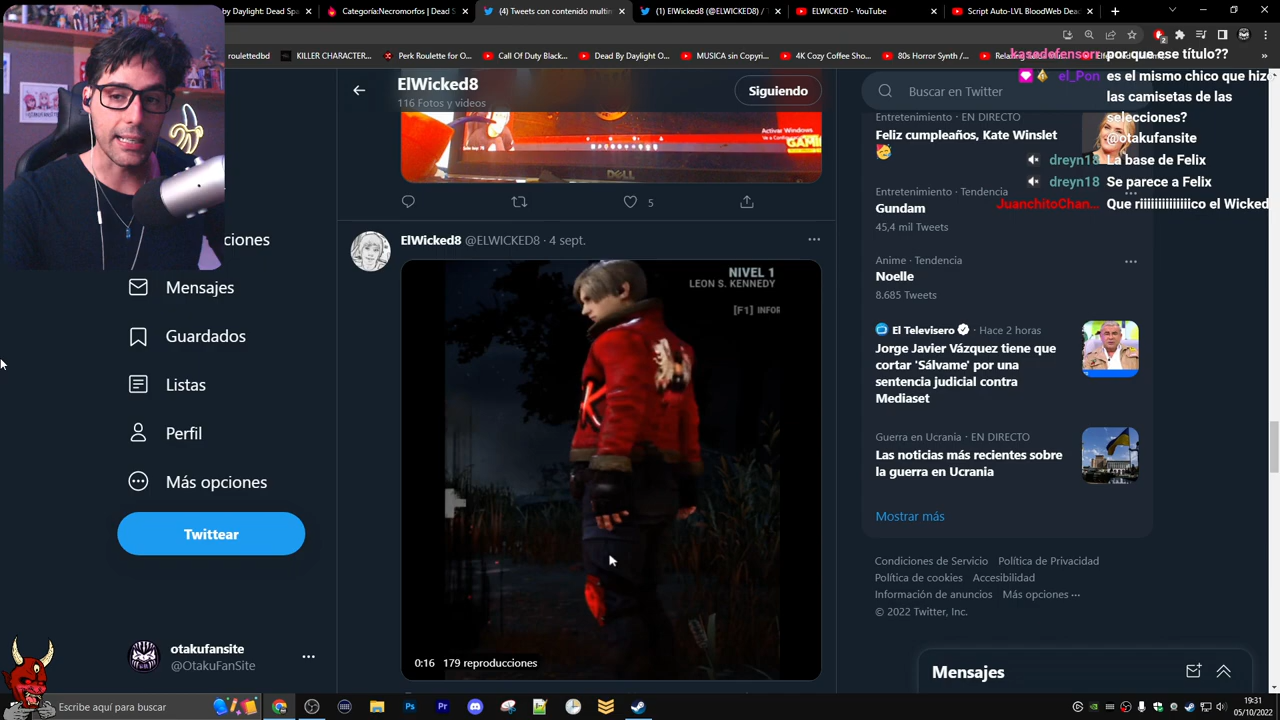 by Daylight: Dead Spa
Categoría:Necromorfos | Dead S
(4) Tweets con contenido multim
(1) ElWicked8 (@ELWICKED8) / T
ELWICKED - YouTube
Script Auto-LVL BloodWeb Dead
roulettedbd
KILLER CHARACTER...
Perk Roulette for O...
Call Of Duty Black...
Dead By Daylight O...
MUSICA sin Copyri...
4K Cozy Coffee Sho...
80s Horror Synth /...
ElWicked8
116 Fotos y videos
Siguiendo
Buscar en Twitter
kasedefensorr por que ese título??
el_Pon es el mismo chico que hizo
las camisetas de las
selecciones?
@otakufansite
dreyn18 La base de Felix
dreyn18 Se parece a Felix
JuanchitoChan... Que riiiiiiiiiiiiiico el Wicked
Activar Windows
DELL
5
Entretenimiento · EN DIRECTO
Feliz cumpleaños, Kate Winslet
Entretenimiento · Tendencia
Gundam
45,4 mil Tweets
Anime · Tendencia
Noelle
8.685 Tweets
El Televisero · Hace 2 horas
Jorge Javier Vázquez tiene que
cortar 'Sálvame' por una
sentencia judicial contra
Mediaset
Guerra en Ucrania · EN DIRECTO
Las noticias más recientes sobre
la guerra en Ucrania
Mostrar más
Condiciones de Servicio Política de Privacidad
Política de cookies Accesibilidad
Información de anuncios Más opciones ···
© 2022 Twitter, Inc.
ciones
Mensajes
Guardados
Listas
Perfil
Más opciones
Twittear
otakufansite
@OtakuFanSite
ElWicked8 @ELWICKED8 · 4 sept.
NIVEL 1
LEON S. KENNEDY
[F1] INFOR
0:16 179 reproducciones
Mensajes
Escribe aquí para buscar
19:31
05/10/2022